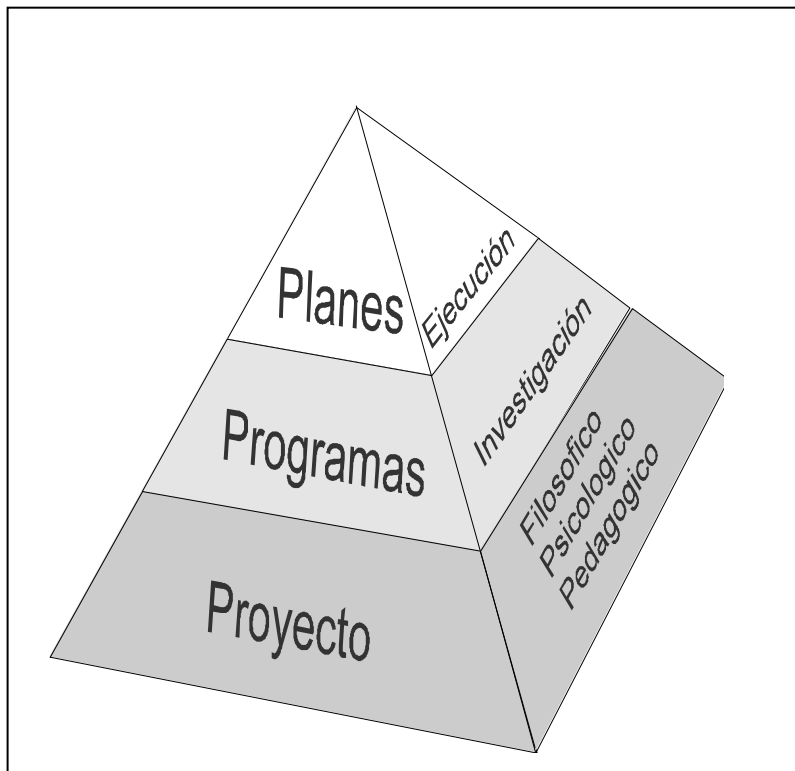 Planes
Ejecución
Programas
Investigación
Proyecto
Filosofico
Psicologico
Pedagogico